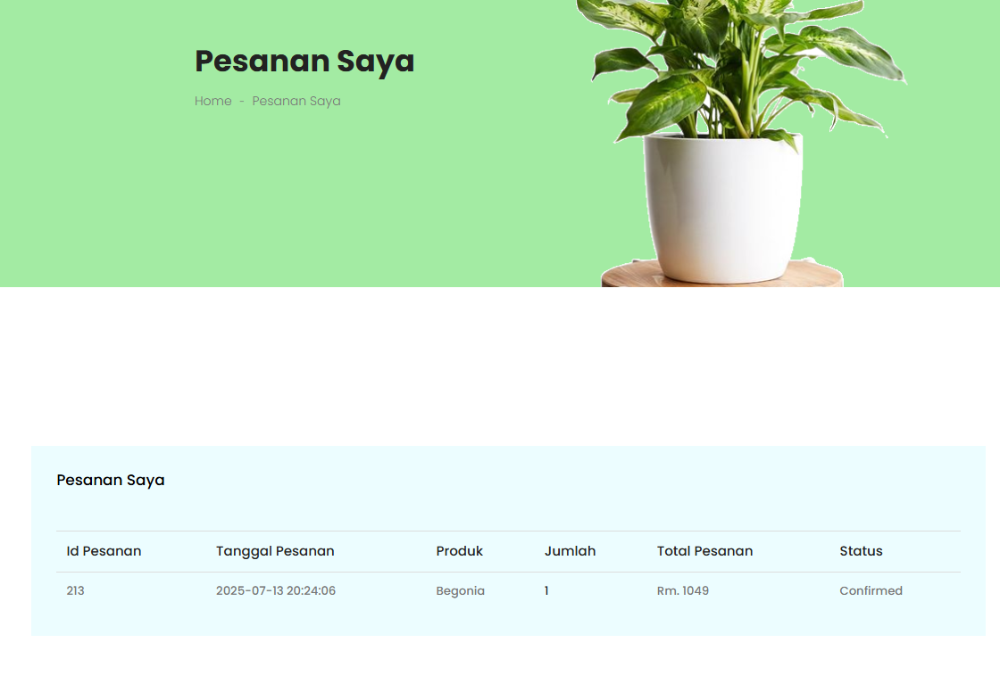 Pesanan Saya
Home - Pesanan Saya
Pesanan Saya
Id Pesanan Tanggal Pesanan Produk Jumlah Total Pesanan Status
213 2025-07-13 20:24:06 Begonia 1 Rm. 1049 Confirmed